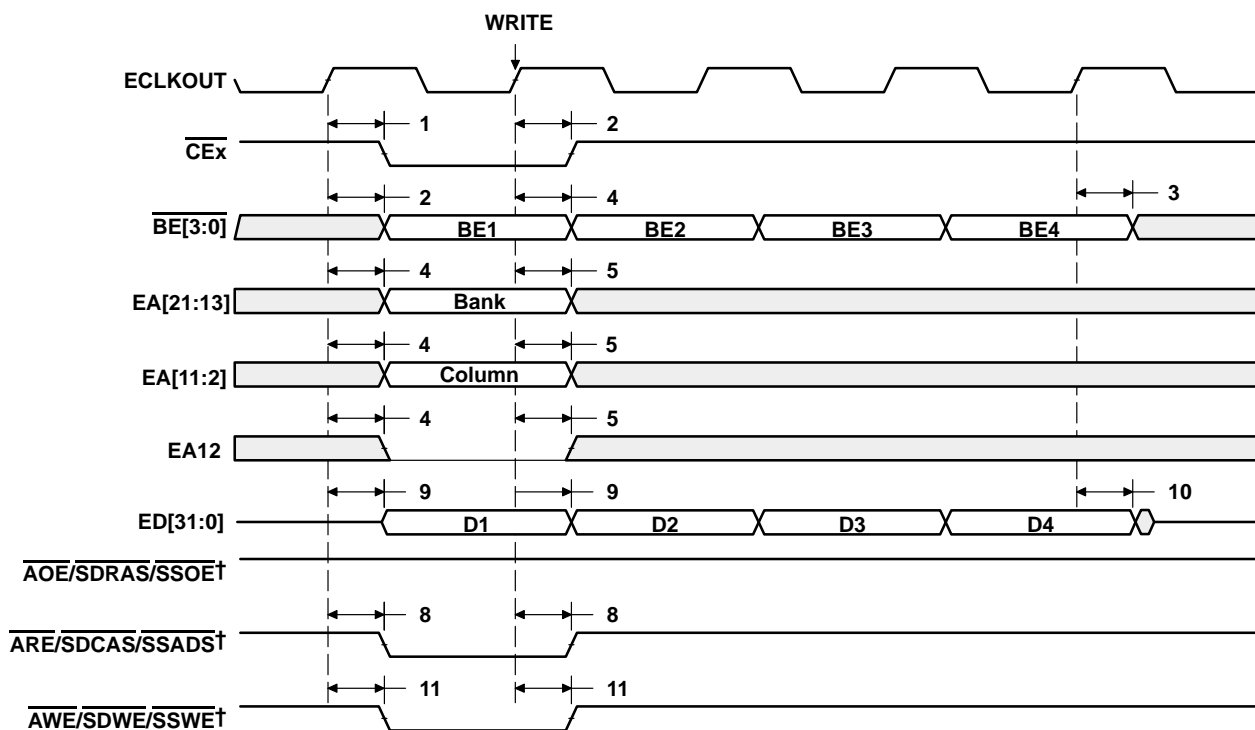 WRITE
ECLKOUT
1 2
CEx
2 4 3
BE[3:0] BE1 BE2 BE3 BE4
4 5
EA[21:13] Bank
4 5
EA[11:2] Column
4 5
EA12
9 9 10
ED[31:0] D1 D2 D3 D4
AOE/SDRAS/SSOE†
8 8
ARE/SDCAS/SSADS†
11 11
AWE/SDWE/SSWE†